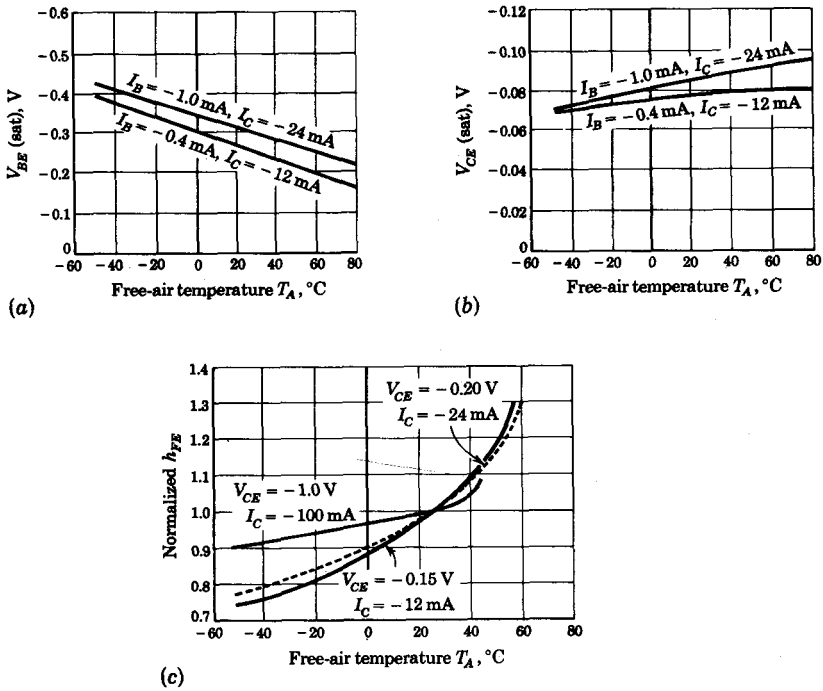 -0.6
-0.5
-0.4
-0.3
-0.2
-0.1
0
V_BE (sat), V
I_B = -1.0 mA, I_C = -24 mA
I_B = -0.4 mA, I_C = -12 mA
-60 -40 -20 0 20 40 60 80
Free-air temperature T_A, °C
(a)
-0.12
-0.10
-0.08
-0.06
-0.04
-0.02
0
V_CE (sat), V
I_B = -1.0 mA, I_C = -24 mA
I_B = -0.4 mA, I_C = -12 mA
-60 -40 -20 0 20 40 60 80
Free-air temperature T_A, °C
(b)
1.4
1.3
1.2
1.1
1.0
0.9
0.8
0.7
Normalized h_FE
V_CE = -0.20 V
I_C = -24 mA
V_CE = -1.0 V
I_C = -100 mA
V_CE = -0.15 V
I_C = -12 mA
-60 -40 -20 0 20 40 60 80
Free-air temperature T_A, °C
(c)